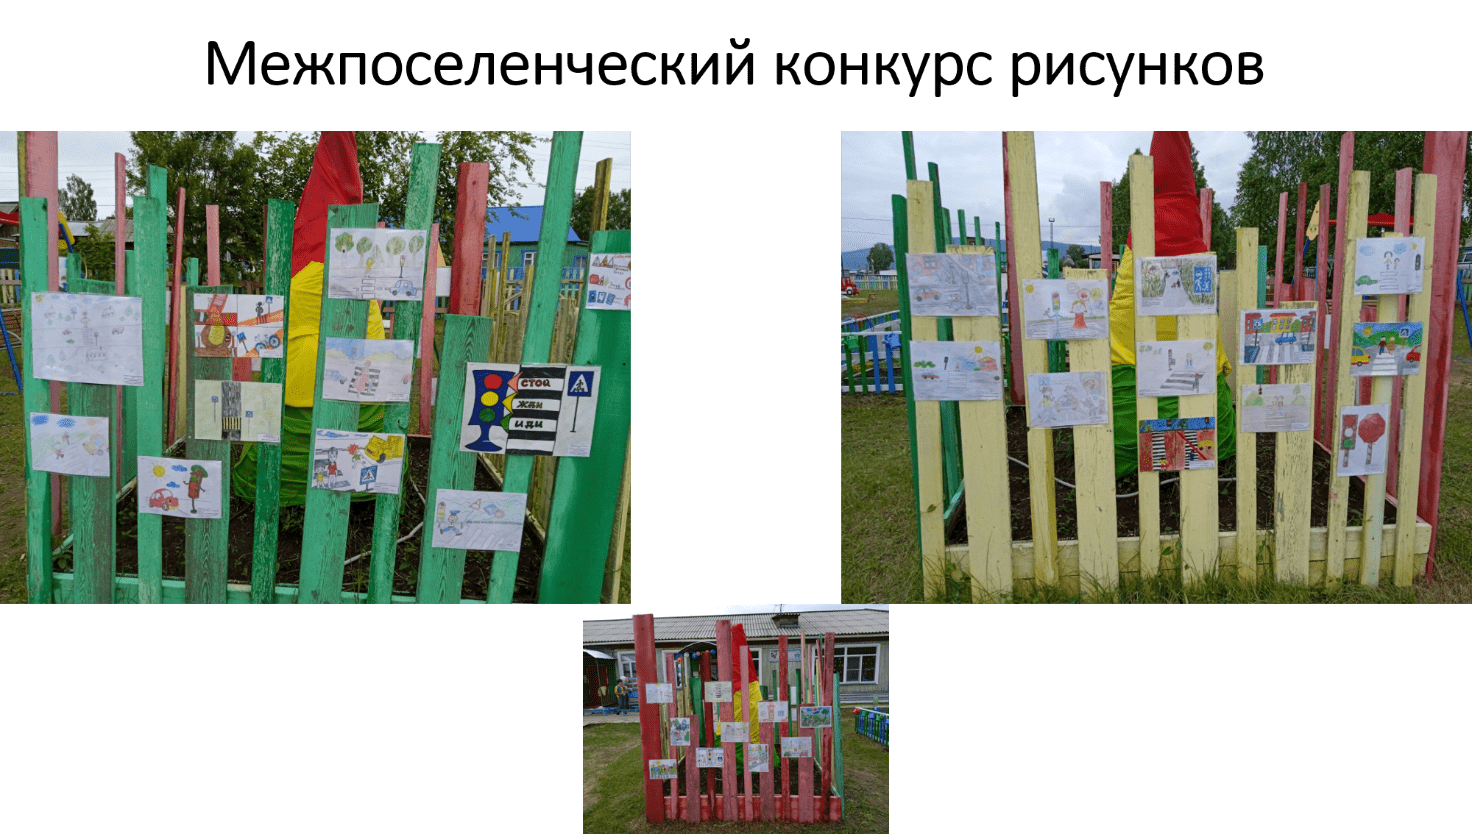 Межпоселенческий конкурс рисунков
стой
жди
иди